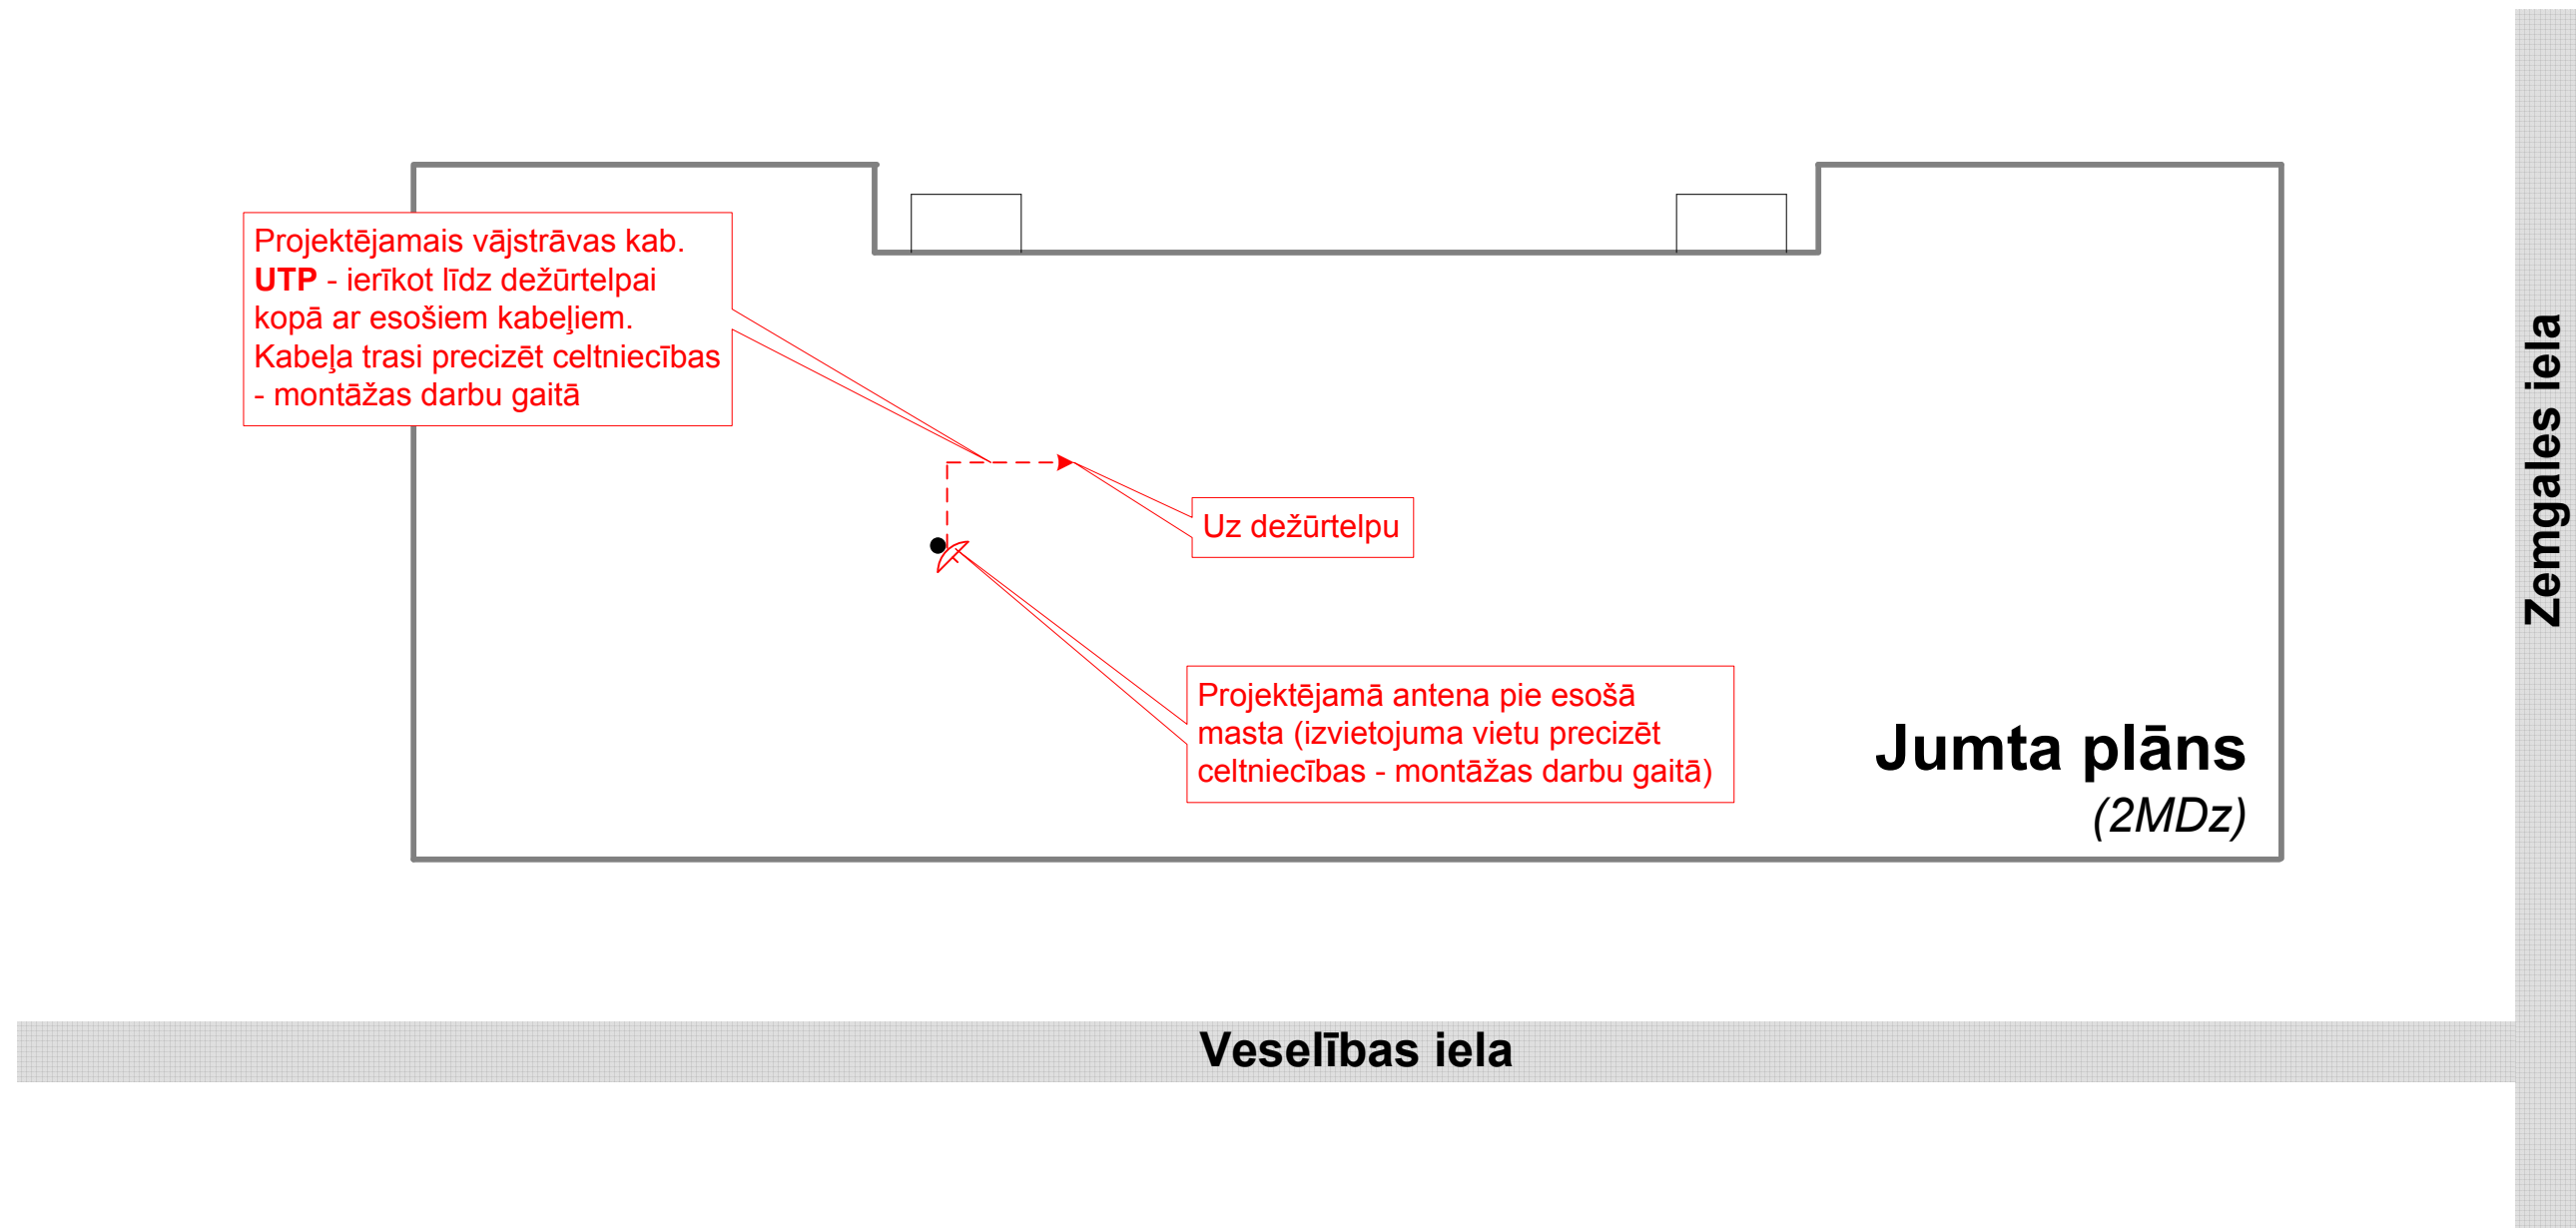 Projektējamais vājstrāvas kab.
UTP - ierīkot līdz dežūrtelpai
kopā ar esošiem kabeļiem.
Kabeļa trasi precizēt celtniecības
- montāžas darbu gaitā
Uz dežūrtelpu
Projektējamā antena pie esošā
masta (izvietojuma vietu precizēt
celtniecības - montāžas darbu gaitā)
Jumta plāns
(2MDz)
Zemgales iela
Veselības iela